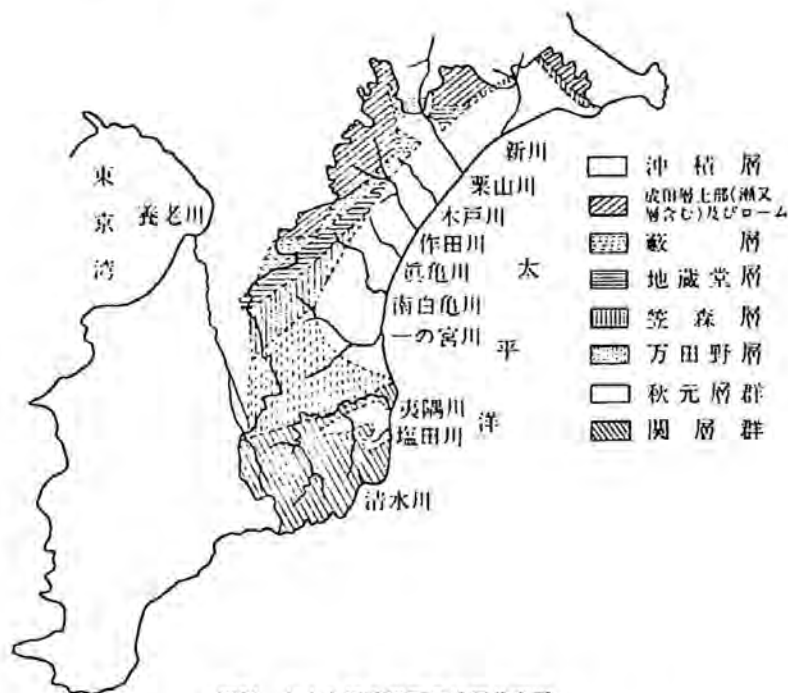 東
京
湾
養老川
新川
栗山川
木戸川
作田川
眞亀川
南白亀川
一の宮川
夷隅川
塩田川
清水川
太
平
洋
沖積層
成田層上部(瀬又
層含む)及びローム
藪層
地蔵堂層
笠森層
万田野層
秋元層群
関層群